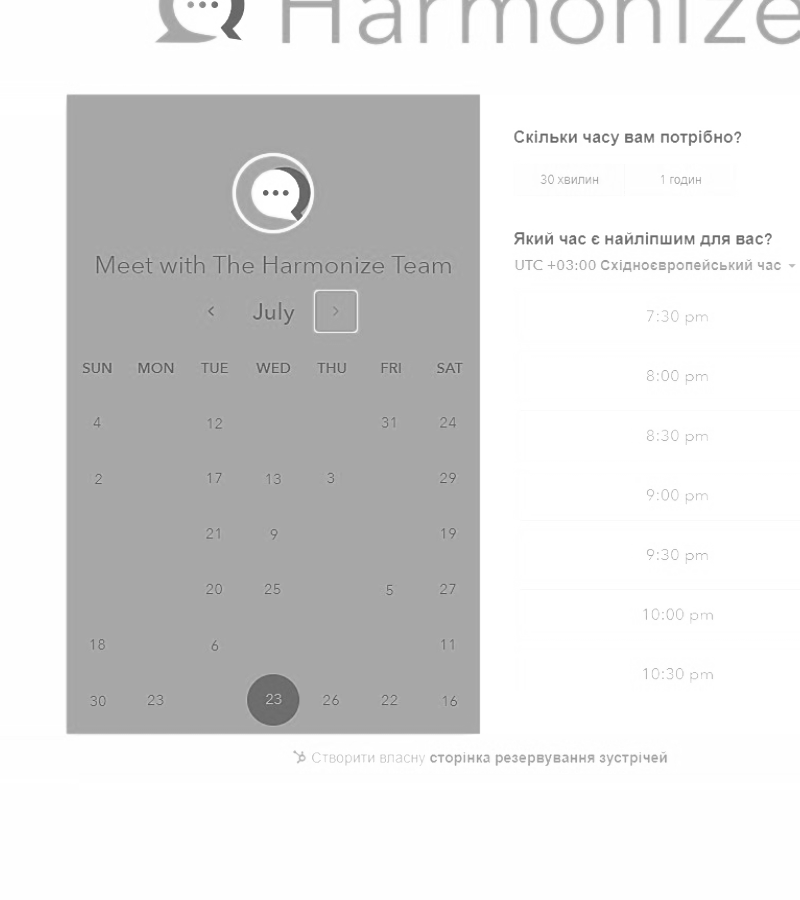 Harmonize
Скільки часу вам потрібно?
30 хвилин 1 годин
Meet with The Harmonize Team
July
Який час є найліпшим для вас?
UTC +03:00 Східноєвропейський час
SUN MON TUE WED THU FRI SAT
4 12 31 24
2 17 13 3 29
21 9 19
20 25 5 27
18 6 11
30 23 23 26 22 16
7:30 pm
8:00 pm
8:30 pm
9:00 pm
9:30 pm
10:00 pm
10:30 pm
Створити власну сторінка резервування зустрічей